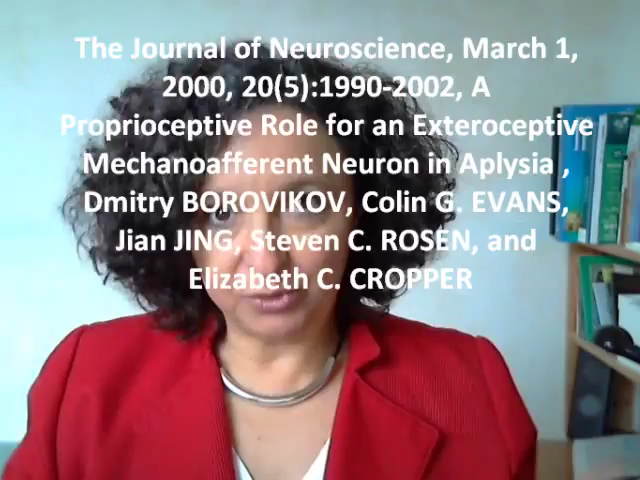 The Journal of Neuroscience, March 1,
2000, 20(5):1990-2002, A
Proprioceptive Role for an Exteroceptive
Mechanoafferent Neuron in Aplysia ,
Dmitry BOROVIKOV, Colin G. EVANS,
Jian JING, Steven C. ROSEN, and
Elizabeth C. CROPPER